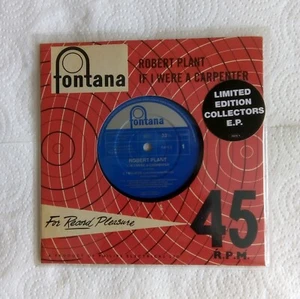 ROBERT PLANT
IF I WERE A CARPENTER
fontana
LIMITED
EDITION
COLLECTORS
E.P.
fontana
ROBERT PLANT
For Record Pleasure
45
R.P.M.